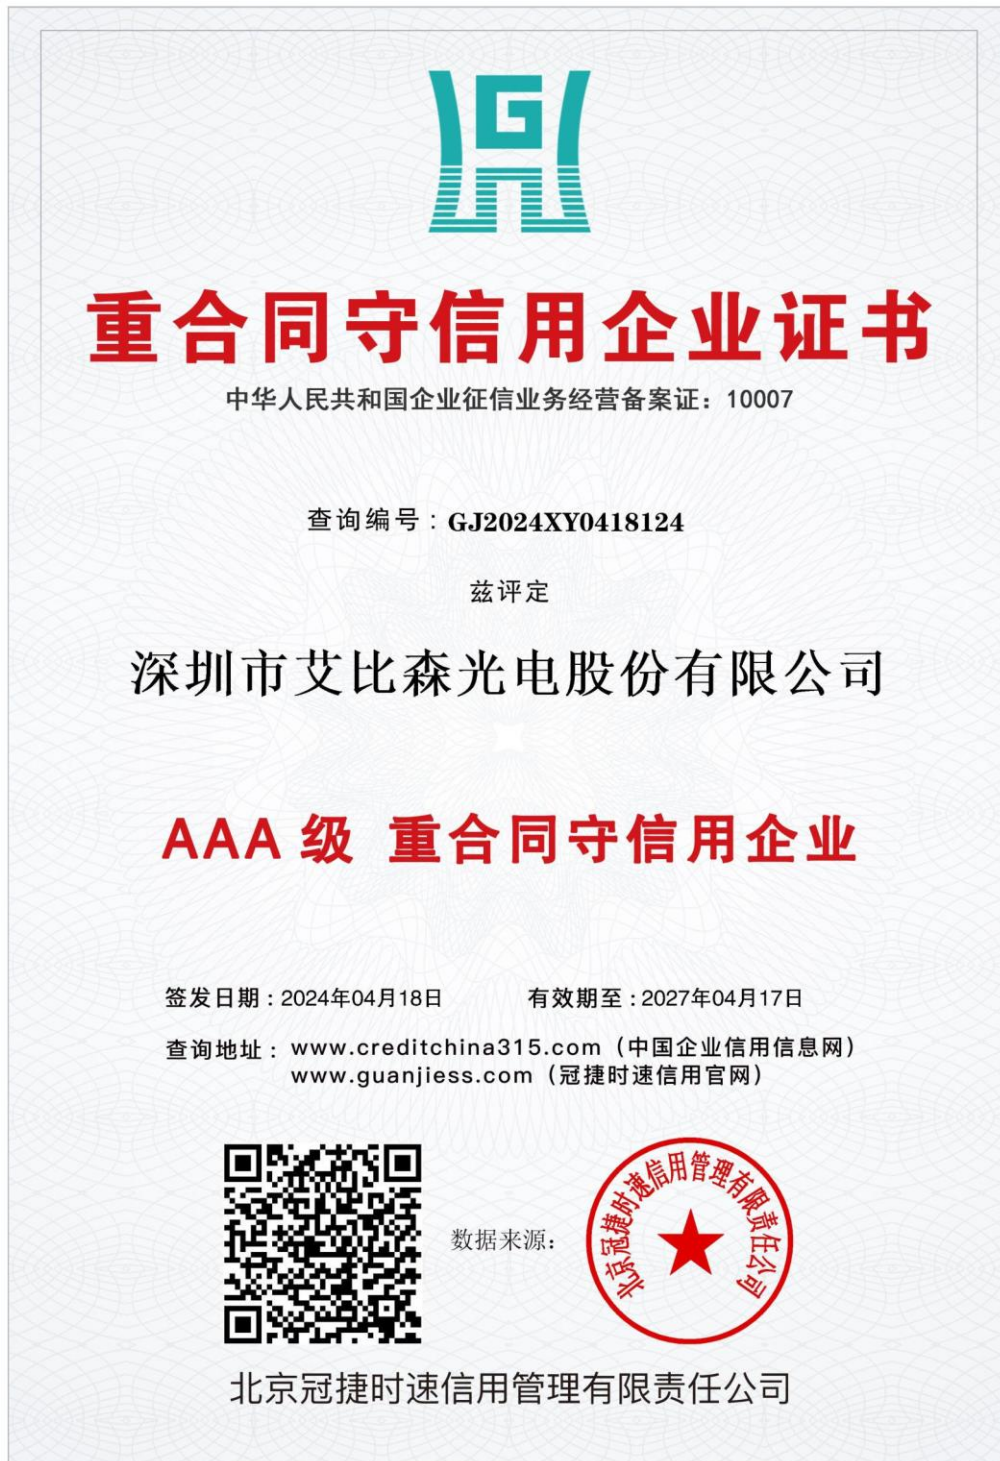 重合同守信用企业证书
中华人民共和国企业征信业务经营备案证：10007
查询编号：GJ2024XY0418124
兹评定
深圳市艾比森光电股份有限公司
AAA 级 重合同守信用企业
签发日期：2024年04月18日 有效期至：2027年04月17日
查询地址：www.creditchina315.com（中国企业信用信息网）
www.guanjiess.com（冠捷时速信用官网）
数据来源：
北京冠捷时速信用管理有限责任公司
北京冠捷时速信用管理有限责任公司